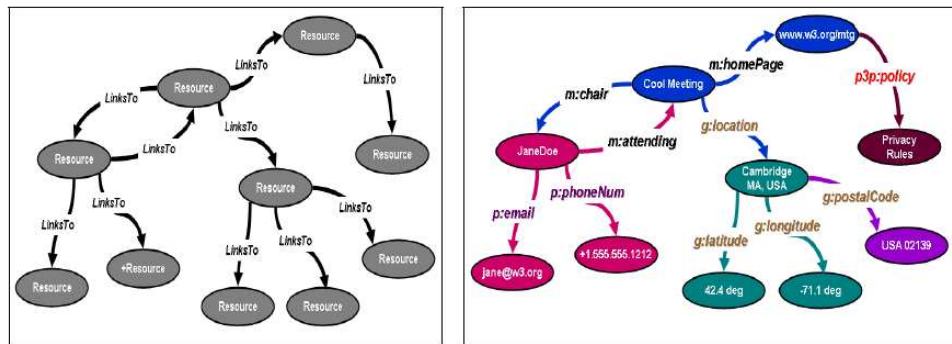 Resource
LinksTo
Resource
LinksTo
LinksTo
LinksTo
LinksTo
Resource
Resource
Resource
LinksTo
LinksTo
LinksTo
LinksTo
LinksTo
+Resource
Resource
Resource
Resource
Resource
www.w3.org/mtg
m:homePage
p3p:policy
Cool Meeting
m:chair
g:location
m:attending
JaneDoe
Privacy
Rules
Cambridge
MA, USA
p:phoneNum
p:email
g:postalCode
g:latitude
g:longitude
USA 02139
+1.555.555.1212
jane@w3.org
42.4 deg
-71.1 deg